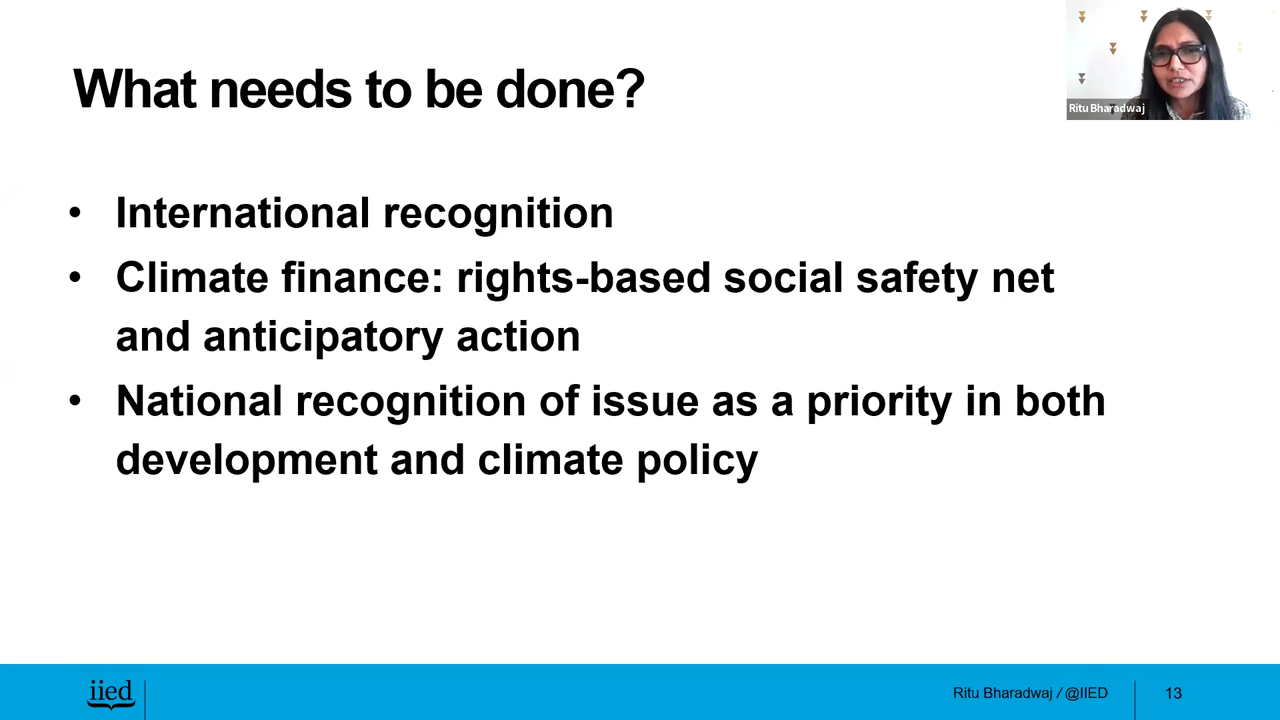 What needs to be done?
Ritu Bharadwaj
• International recognition
• Climate finance: rights-based social safety net
and anticipatory action
• National recognition of issue as a priority in both
development and climate policy
iied
Ritu Bharadwaj / @IIED
13